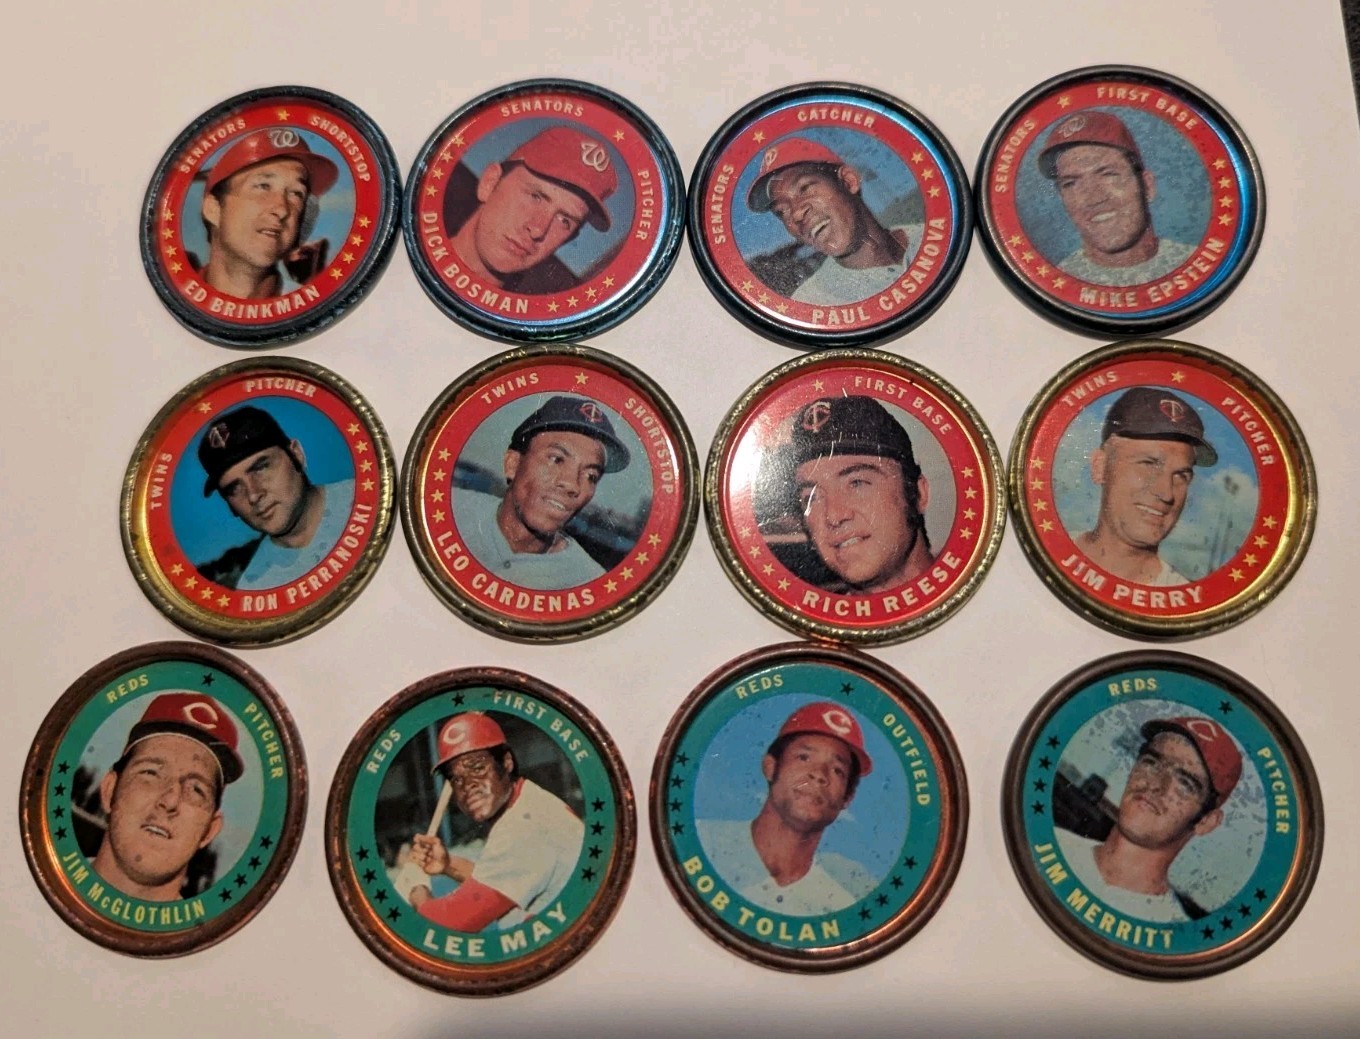 SENATORS SHORTSTOP
ED BRINKMAN
SENATORS PITCHER
DICK BOSMAN
SENATORS CATCHER
PAUL CASANOVA
SENATORS FIRST BASE
MIKE EPSTEIN
TWINS PITCHER
RON PERRANOSKI
TWINS SHORTSTOP
LEO CARDENAS
FIRST BASE
RICH REESE
TWINS PITCHER
JIM PERRY
REDS PITCHER
JIM McGLOTHLIN
REDS FIRST BASE
LEE MAY
REDS OUTFIELD
BOB TOLAN
REDS PITCHER
JIM MERRITT